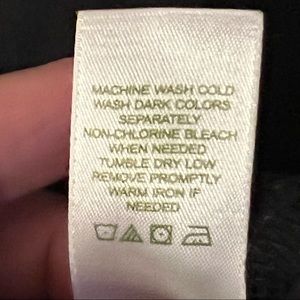 MACHINE WASH COLD
WASH DARK COLORS
SEPARATELY
NON-CHLORINE BLEACH
WHEN NEEDED
TUMBLE DRY LOW
REMOVE PROMPTLY
WARM IRON IF
NEEDED